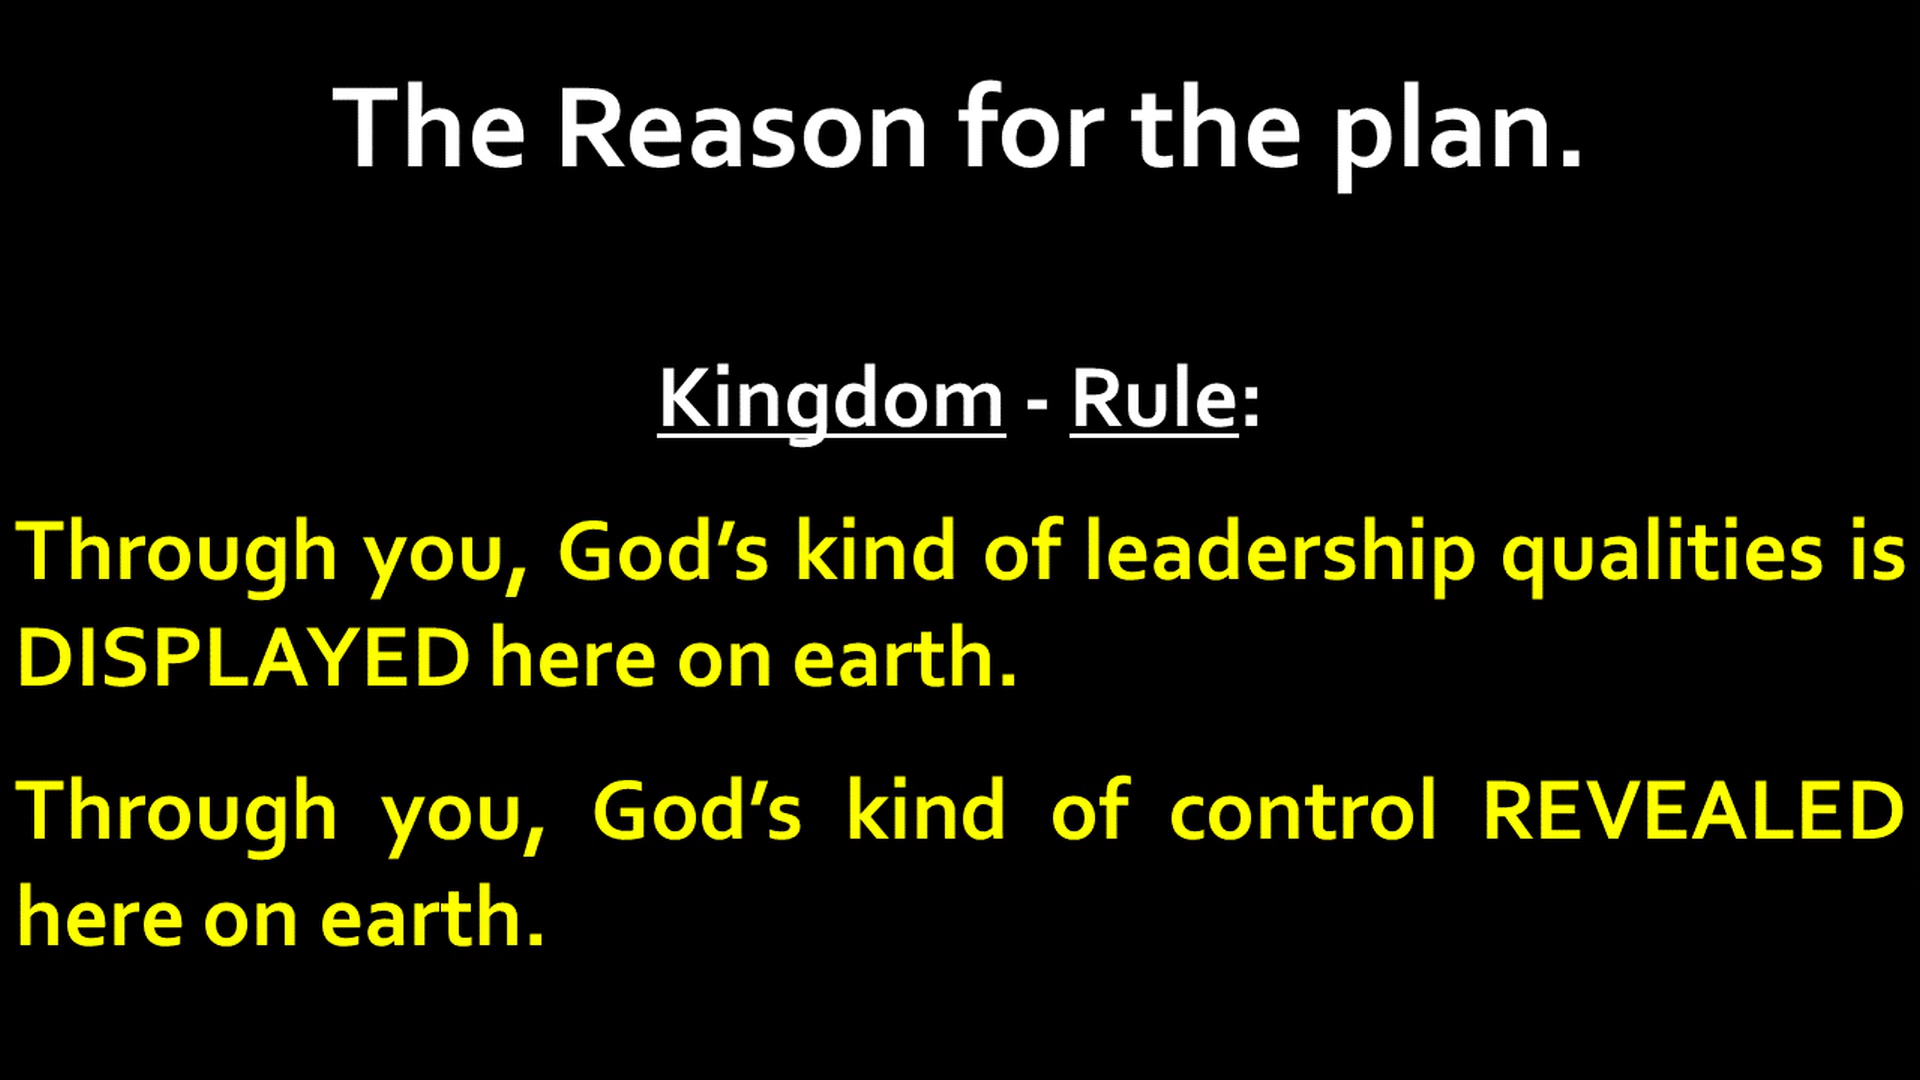 The Reason for the plan.
Kingdom - Rule:
Through you, God’s kind of leadership qualities is
DISPLAYED here on earth.
Through you, God’s kind of control REVEALED
here on earth.